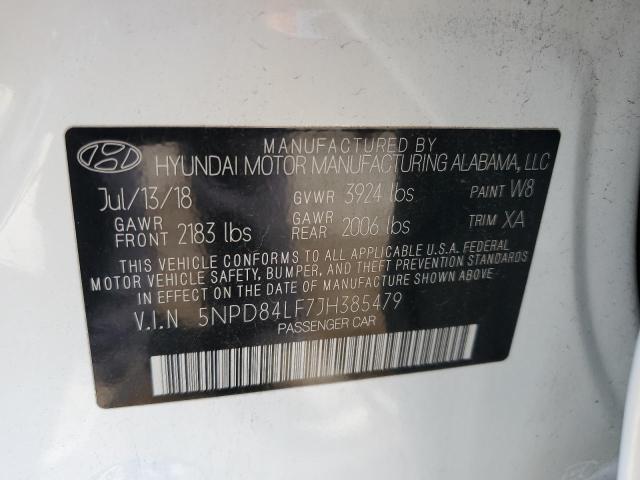 MANUFACTURED BY
HYUNDAI MOTOR MANUFACTURING ALABAMA, LLC
Jul/13/18 GVWR 3924 lbs PAINT W8
GAWR FRONT 2183 lbs GAWR REAR 2006 lbs TRIM XA
THIS VEHICLE CONFORMS TO ALL APPLICABLE U.S.A. FEDERAL
MOTOR VEHICLE SAFETY, BUMPER, AND THEFT PREVENTION STANDARDS
IN EFFECT ON THE DATE OF MANUFACTURE SHOWN ABOVE.
V.I.N 5NPD84LF7JH385479
PASSENGER CAR